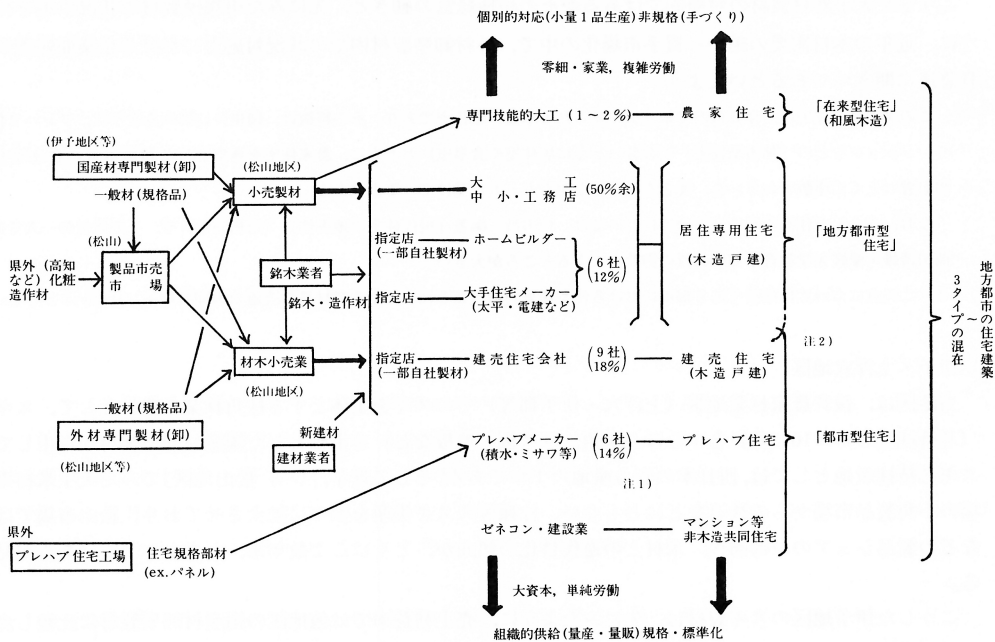 個別的対応(小量1品生産)非規格(手づくり)
零細・家業，複雑労働
専門技能的大工(1〜2%)
農家住宅
「在来型住宅」
(和風木造)
(伊予地区等)
国産材専門製材(卸)
(松山地区)
小売製材
一般材(規格品)
大工
中小・工務店
(50%余)
(松山)
製品市売
市場
県外(高知
など)化粧
造作材
銘木業者
銘木・造作材
指定店
(一部自社製材)
ホームビルダー
指定店
大手住宅メーカー
(太平・電建など)
(6社
12%)
居住専用住宅
(木造戸建)
「地方都市型
住宅」
地方都市の住宅建築
〜
3タイプの混在
材木小売業
(松山地区)
指定店
(一部自社製材)
建売住宅会社
(9社
18%)
建売住宅
(木造戸建)
注2)
一般材(規格品)
外材専門製材(卸)
(松山地区等)
新建材
建材業者
プレハブメーカー
(積水・ミサワ等)
(6社
14%)
プレハブ住宅
「都市型住宅」
注1)
ゼネコン・建設業
マンション等
非木造共同住宅
県外
プレハブ住宅工場
住宅規格部材
(ex.パネル)
大資本，単純労働
組織的供給(量産・量販)規格・標準化